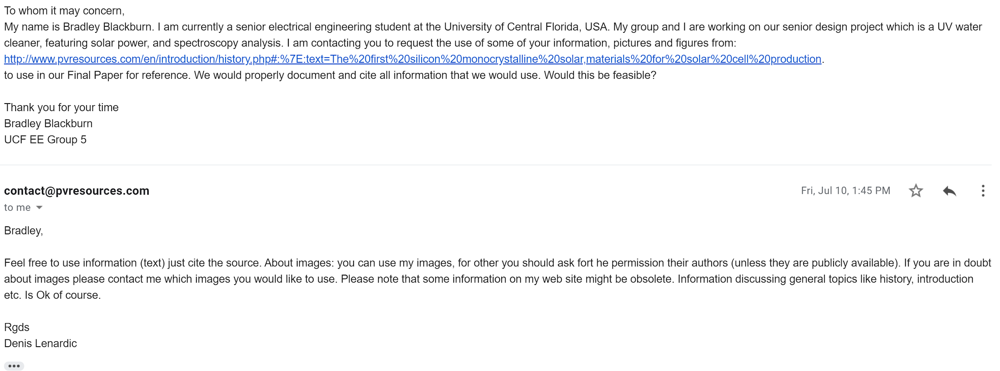 To whom it may concern,
My name is Bradley Blackburn. I am currently a senior electrical engineering student at the University of Central Florida, USA. My group and I are working on our senior design project which is a UV water
cleaner, featuring solar power, and spectroscopy analysis. I am contacting you to request the use of some of your information, pictures and figures from:
http://www.pvresources.com/en/introduction/history.php#:%7E:text=The%20first%20silicon%20monocrystalline%20solar,materials%20for%20solar%20cell%20production.
to use in our Final Paper for reference. We would properly document and cite all information that we would use. Would this be feasible?
Thank you for your time
Bradley Blackburn
UCF EE Group 5
contact@pvresources.com
Fri, Jul 10, 1:45 PM
to me
Bradley,
Feel free to use information (text) just cite the source. About images: you can use my images, for other you should ask fort he permission their authors (unless they are publicly available). If you are in doubt
about images please contact me which images you would like to use. Please note that some information on my web site might be obsolete. Information discussing general topics like history, introduction
etc. Is Ok of course.
Rgds
Denis Lenardic